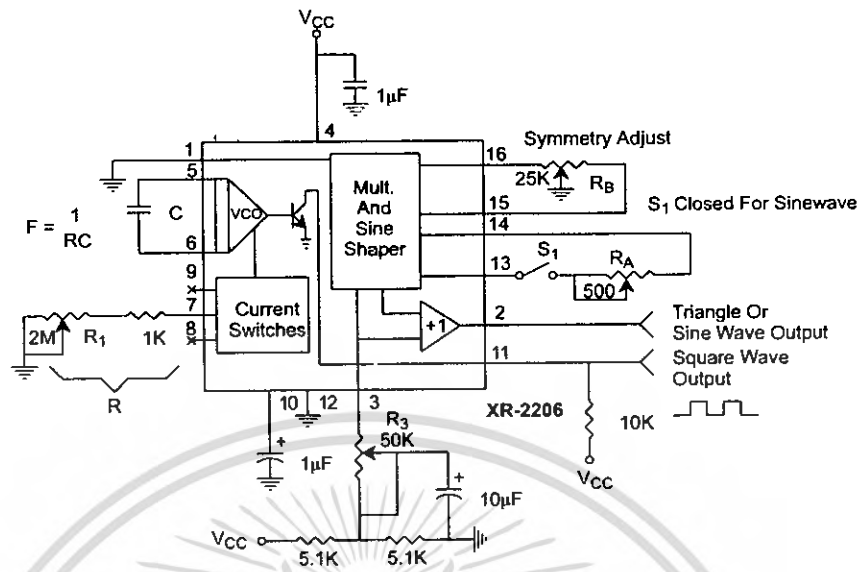 VCC
1µF
4
1
16
Symmetry Adjust
5
25K
RB
Mult.
And
Sine
Shaper
C
VCO
15
S1 Closed For Sinewave
F = 1
RC
14
6
13
S1
RA
500
9
7
8
Current
Switches
2M
R1
1K
+1
2
Triangle Or
Sine Wave Output
11
Square Wave
Output
R
10
12
3
XR-2206
10K
R3
50K
1µF
+
+
10µF
VCC
VCC
5.1K
5.1K